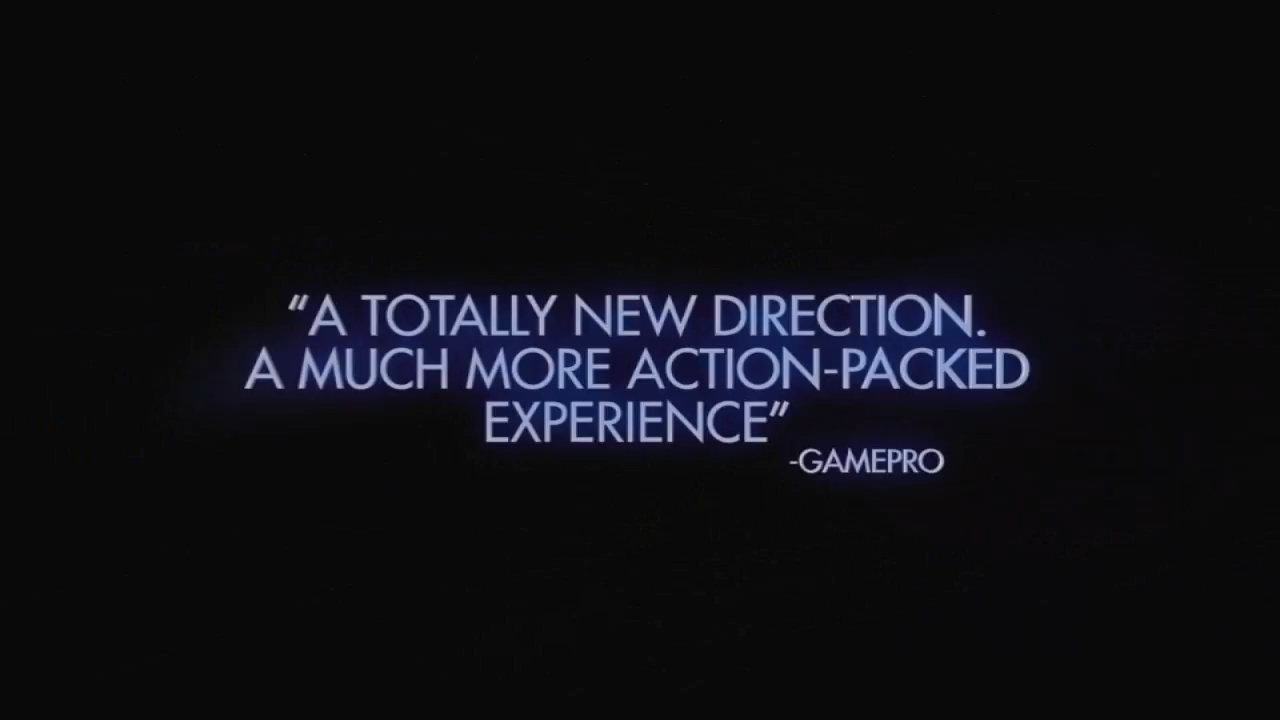 “A TOTALLY NEW DIRECTION.
A MUCH MORE ACTION-PACKED
EXPERIENCE”
-GAMEPRO